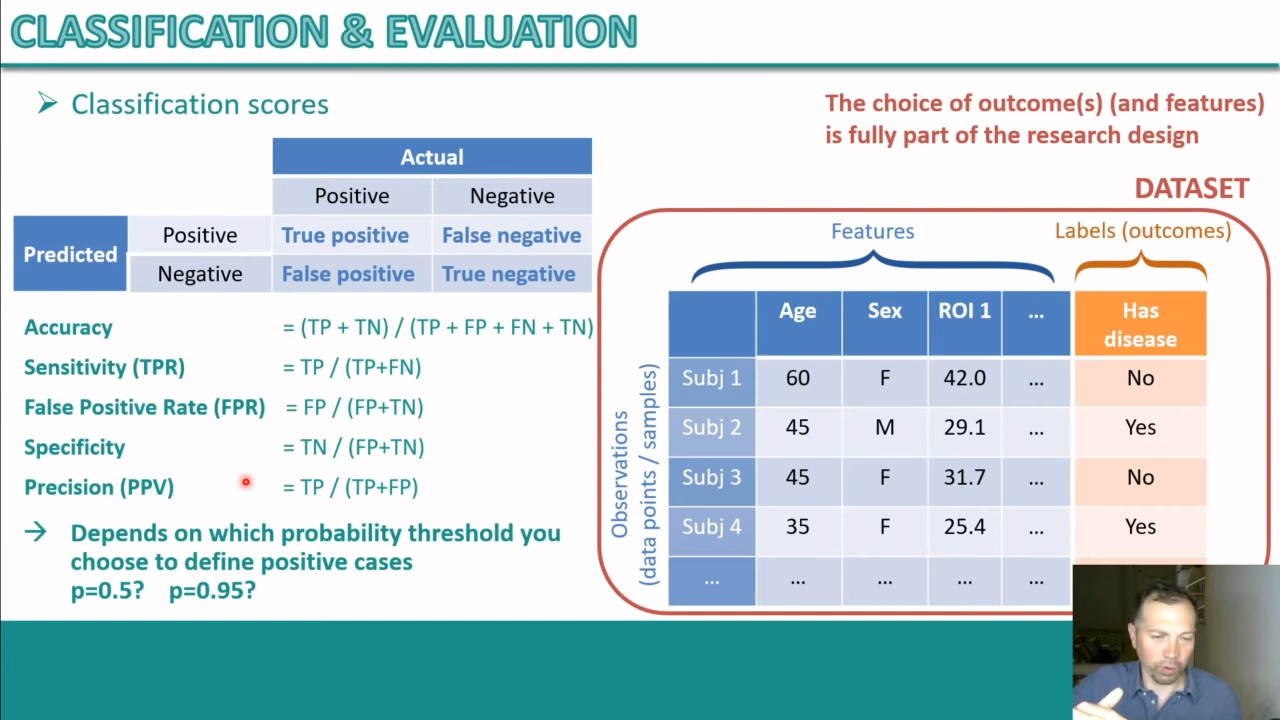 CLASSIFICATION & EVALUATION
➢ Classification scores
Actual
Positive Negative
Predicted
Positive True positive False negative
Negative False positive True negative
Accuracy = (TP + TN) / (TP + FP + FN + TN)
Sensitivity (TPR) = TP / (TP+FN)
False Positive Rate (FPR) = FP / (FP+TN)
Specificity = TN / (FP+TN)
Precision (PPV) = TP / (TP+FP)
→ Depends on which probability threshold you
choose to define positive cases
p=0.5? p=0.95?
The choice of outcome(s) (and features)
is fully part of the research design
DATASET
Features Labels (outcomes)
Observations
(data points / samples)
Age Sex ROI 1 ... Has
disease
Subj 1 60 F 42.0 ... No
Subj 2 45 M 29.1 ... Yes
Subj 3 45 F 31.7 ... No
Subj 4 35 F 25.4 ... Yes
... ... ... ... ...